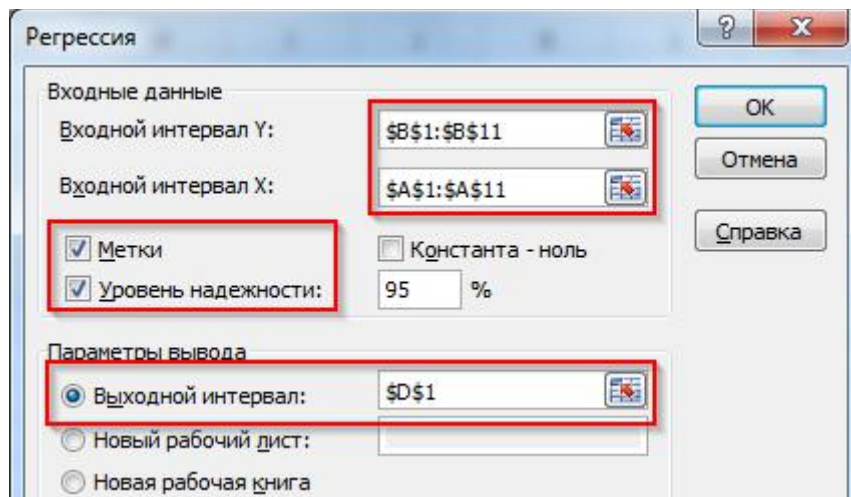 Регрессия
Входные данные
Входной интервал Y: $B$1:$B$11
Входной интервал X: $A$1:$A$11
Метки Константа - ноль
Уровень надежности: 95 %
Параметры вывода
Выходной интервал: $D$1
Новый рабочий лист:
Новая рабочая книга
?
OK
Отмена
Справка